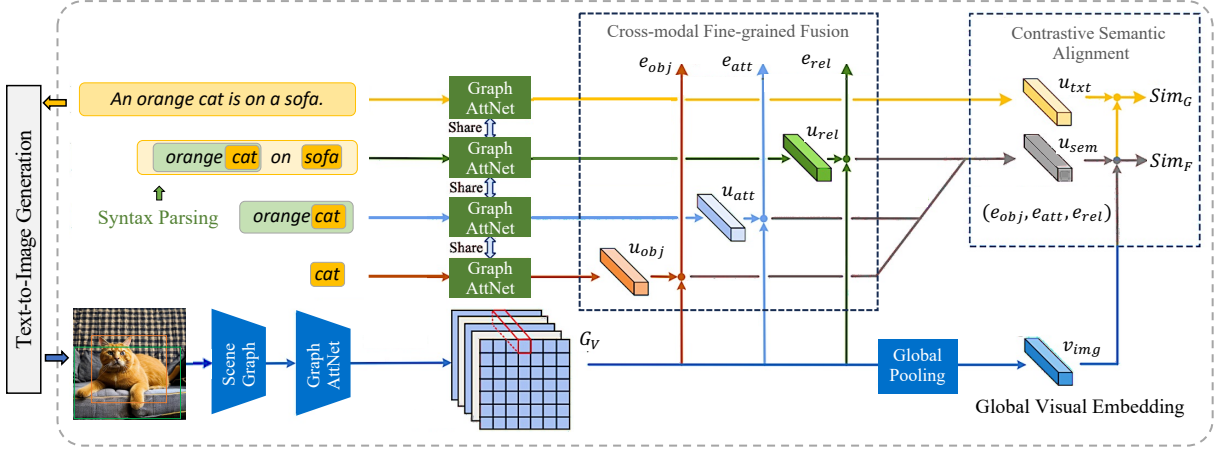 Text-to-Image Generation
An orange cat is on a sofa.
orange cat on sofa
Syntax Parsing
orange cat
cat
Graph
AttNet
Share
Graph
AttNet
Share
Graph
AttNet
Share
Graph
AttNet
Scene
Graph
Graph
AttNet
G_V
Cross-modal Fine-grained Fusion
e_obj e_att e_rel
u_rel
u_att
u_obj
Global
Pooling
Contrastive Semantic
Alignment
u_txt
Sim_G
u_sem
Sim_F
(e_obj, e_att, e_rel)
v_img
Global Visual Embedding